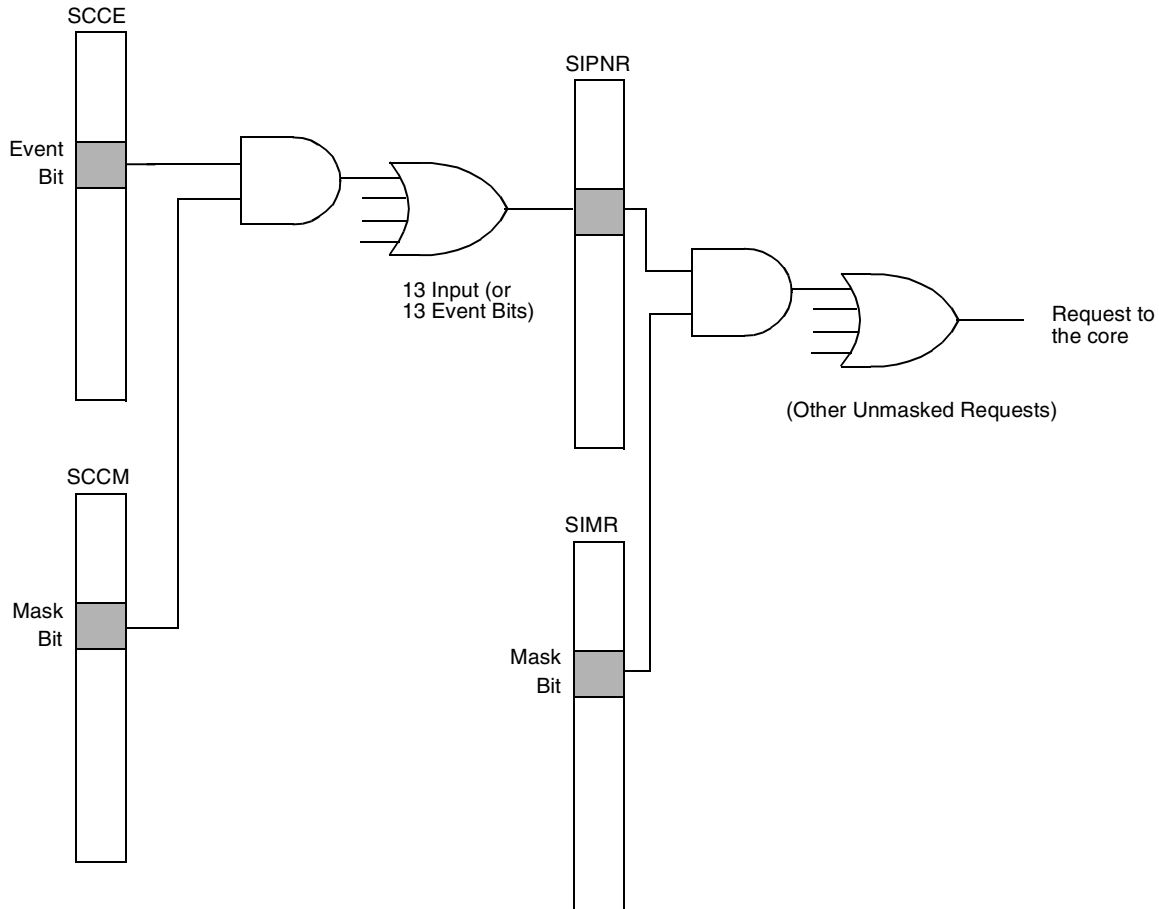 SCCE
SIPNR
Event
Bit
13 Input (or
13 Event Bits)
Request to
the core
(Other Unmasked Requests)
SCCM
SIMR
Mask
Bit
Mask
Bit